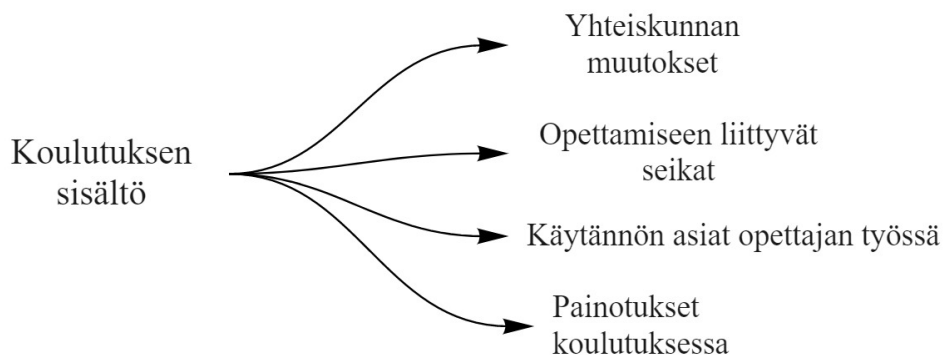 Koulutuksen
sisältö
Yhteiskunnan
muutokset
Opettamiseen liittyvät
seikat
Käytännön asiat opettajan työssä
Painotukset
koulutuksessa